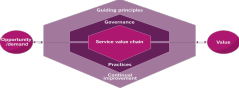 Guiding principles
Governance
Opportunity
/demand
Service value chain
Value
Practices
Continual
improvement